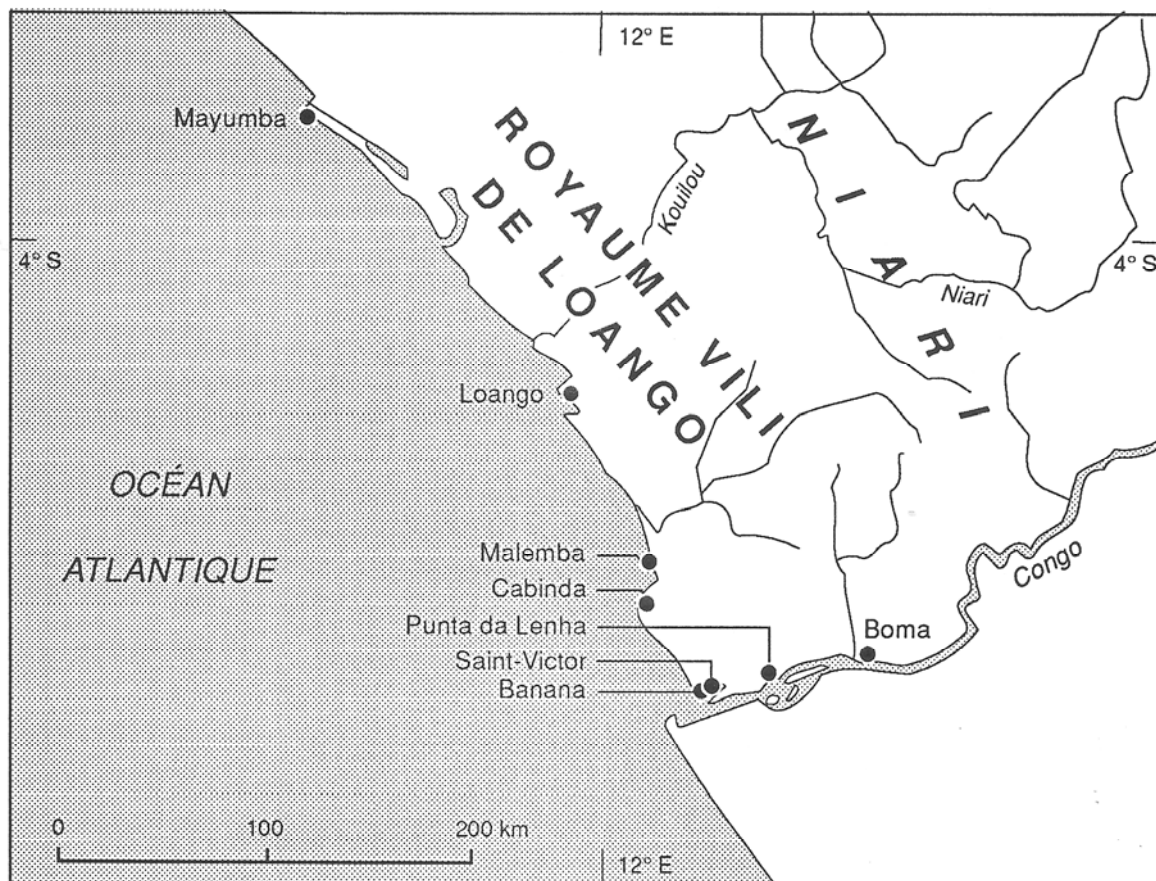 12° E
Mayumba
ROYAUME VILI
DE LOANGO
Kouilou
NIARI
4° S
4° S
Niari
Loango
OCÉAN
ATLANTIQUE
Malemba
Cabinda
Congo
Punta da Lenha
Boma
Saint-Victor
Banana
0 100 200 km
12° E